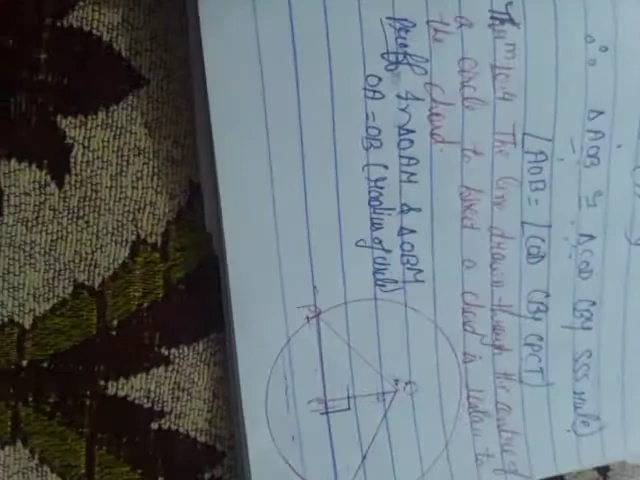 ∴ ΔAOB ≅ ΔCOD (By SSS rule)
∠AOB = ∠COD (By CPCT)
Thm 10.4 The line drawn through the centre of
a circle to bisect a chord is to
the chord.
Proof In ΔOAM & ΔOBM
OA = OB (radius of circle)
O
A
M